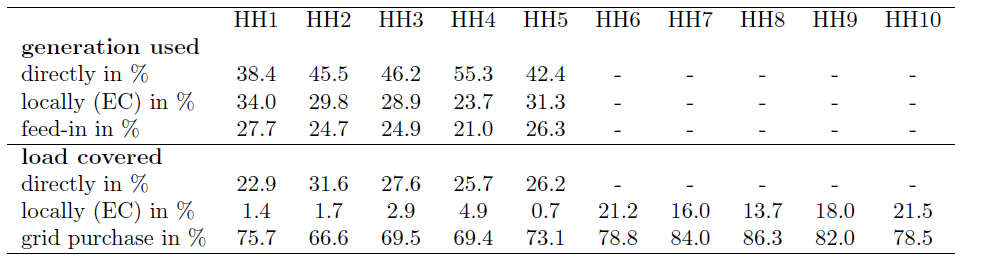 HH1 HH2 HH3 HH4 HH5 HH6 HH7 HH8 HH9 HH10
generation used
directly in % 38.4 45.5 46.2 55.3 42.4 - - - - -
locally (EC) in % 34.0 29.8 28.9 23.7 31.3 - - - - -
feed-in in % 27.7 24.7 24.9 21.0 26.3 - - - - -
load covered
directly in % 22.9 31.6 27.6 25.7 26.2 - - - - -
locally (EC) in % 1.4 1.7 2.9 4.9 0.7 21.2 16.0 13.7 18.0 21.5
grid purchase in % 75.7 66.6 69.5 69.4 73.1 78.8 84.0 86.3 82.0 78.5